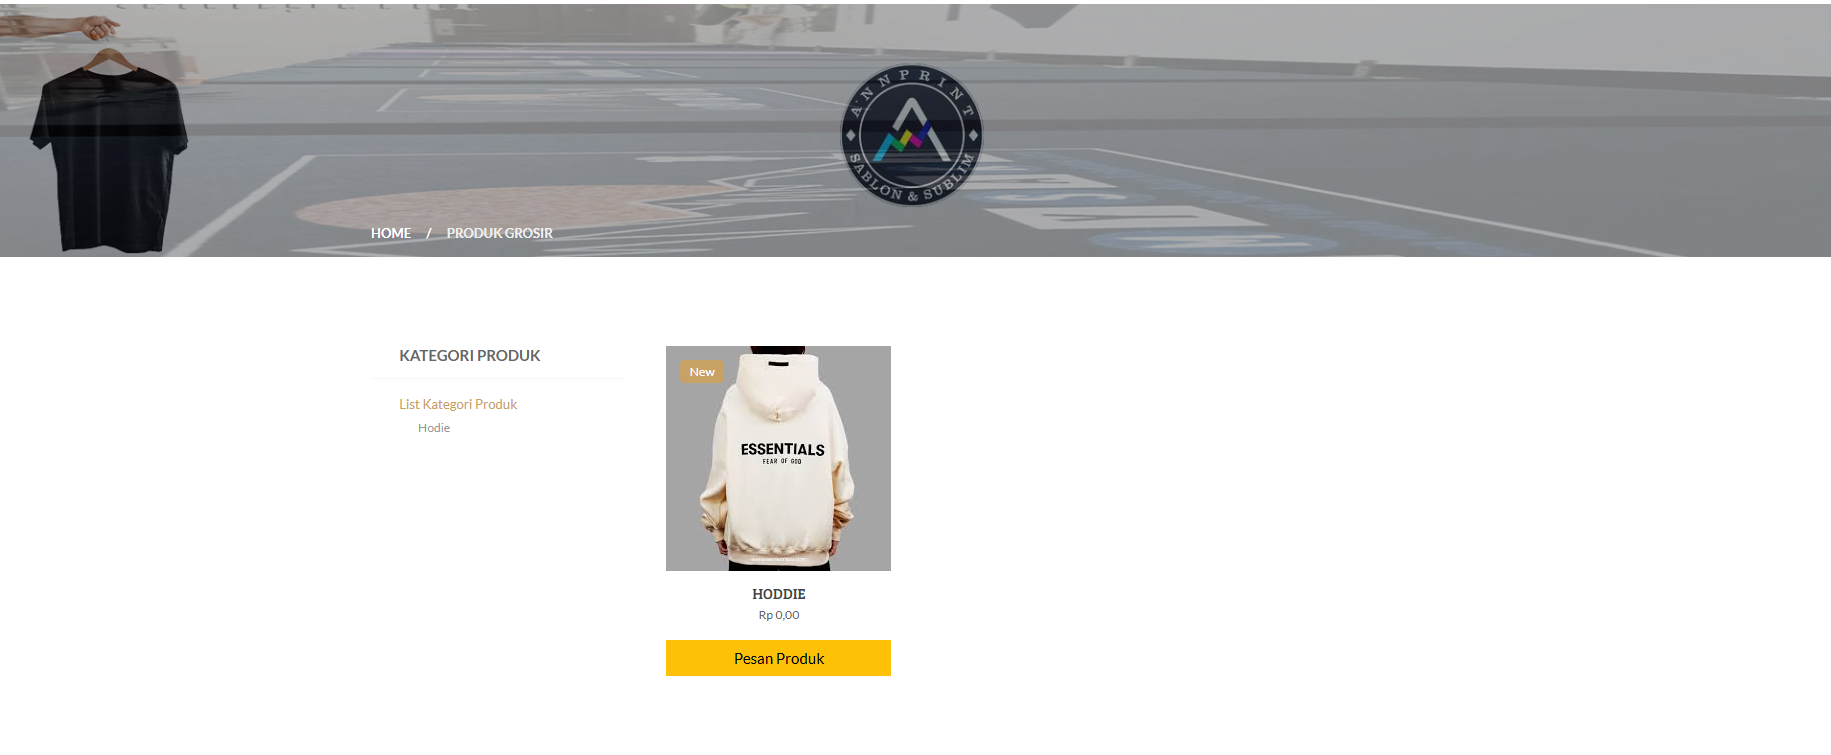 ANNPRINT
SABLON & SUBLIM
HOME / PRODUK GROSIR
KATEGORI PRODUK
List Kategori Produk
Hodie
New
ESSENTIALS
FEAR OF GOD
HODDIE
Rp 0,00
Pesan Produk